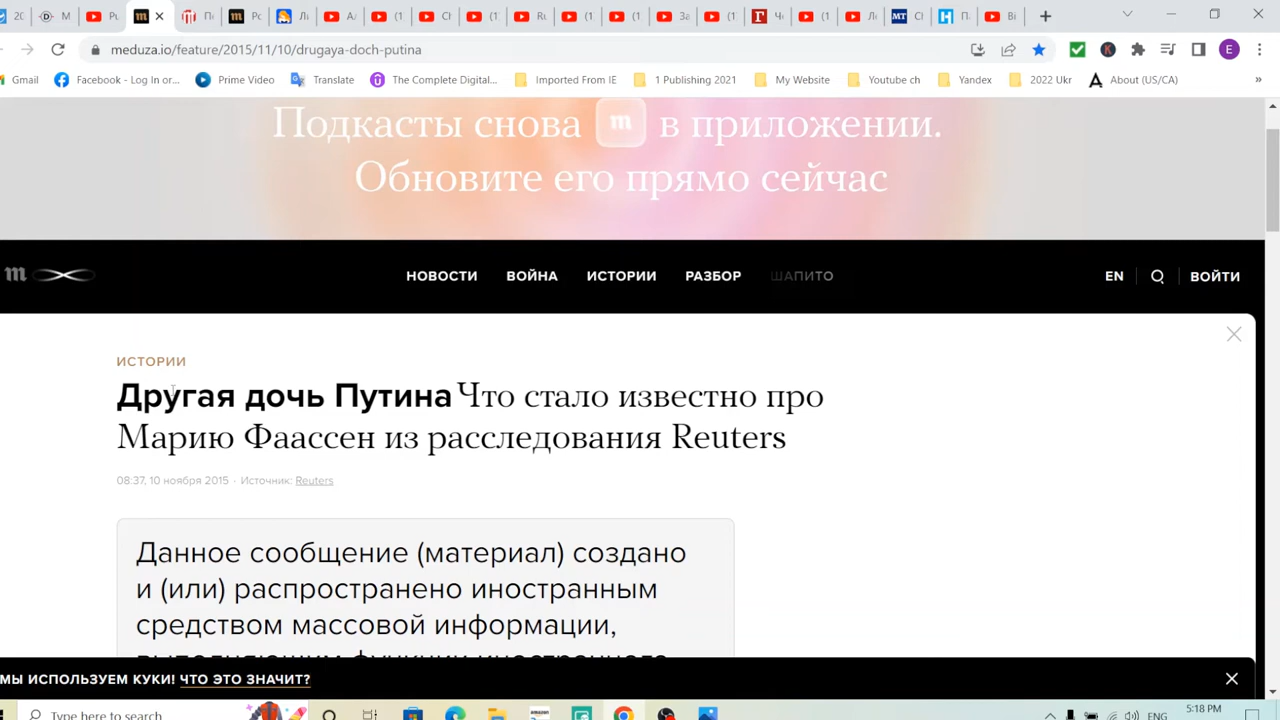 meduza.io/feature/2015/11/10/drugaya-doch-putina
Gmail Facebook - Log In or... Prime Video Translate The Complete Digital... Imported From IE 1 Publishing 2021 My Website Youtube ch Yandex 2022 Ukr About (US/CA) »
Подкасты снова m в приложении.
Обновите его прямо сейчас
m НОВОСТИ ВОЙНА ИСТОРИИ РАЗБОР ШАПИТО EN ВОЙТИ
ИСТОРИИ
Другая дочь Путина Что стало известно про
Марию Фаассен из расследования Reuters
08:37, 10 ноября 2015 · Источник: Reuters
Данное сообщение (материал) создано
и (или) распространено иностранным
средством массовой информации,
выполняющим функции иностранного
МЫ ИСПОЛЬЗУЕМ КУКИ! ЧТО ЭТО ЗНАЧИТ?
Type here to search ENG 5:18 PM